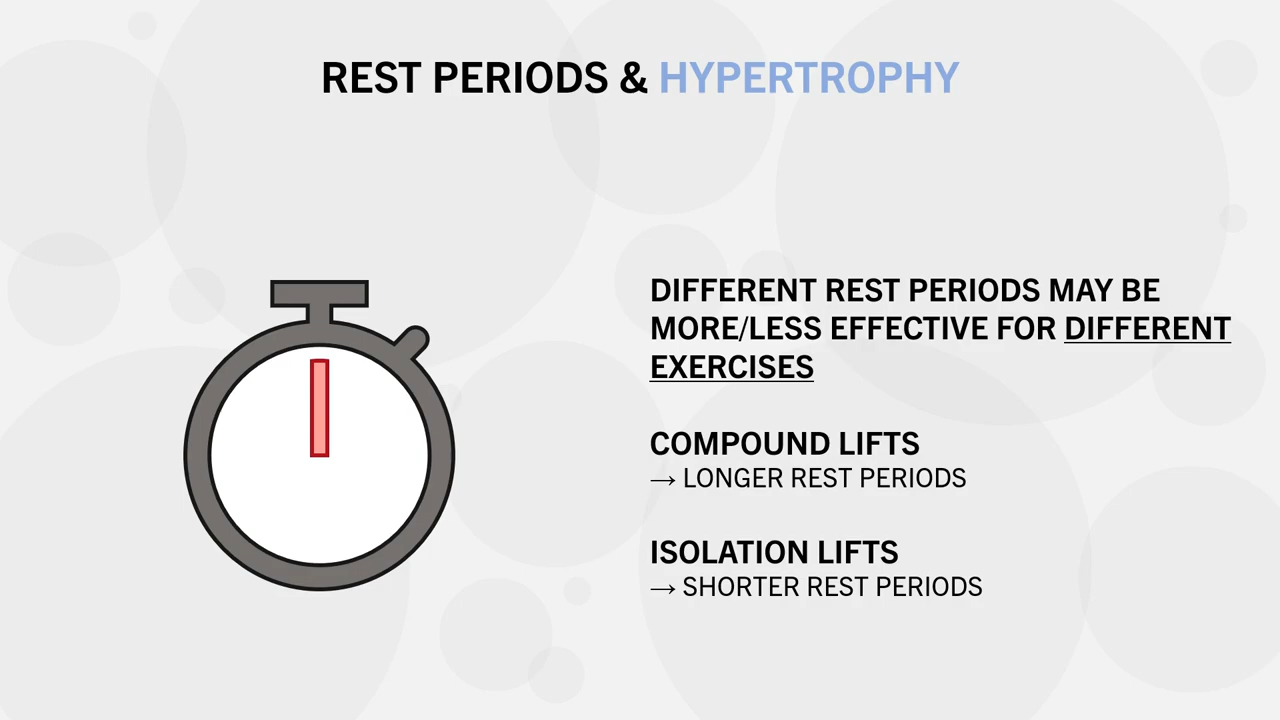 REST PERIODS & HYPERTROPHY
DIFFERENT REST PERIODS MAY BE
MORE/LESS EFFECTIVE FOR DIFFERENT
EXERCISES
COMPOUND LIFTS
→ LONGER REST PERIODS
ISOLATION LIFTS
→ SHORTER REST PERIODS